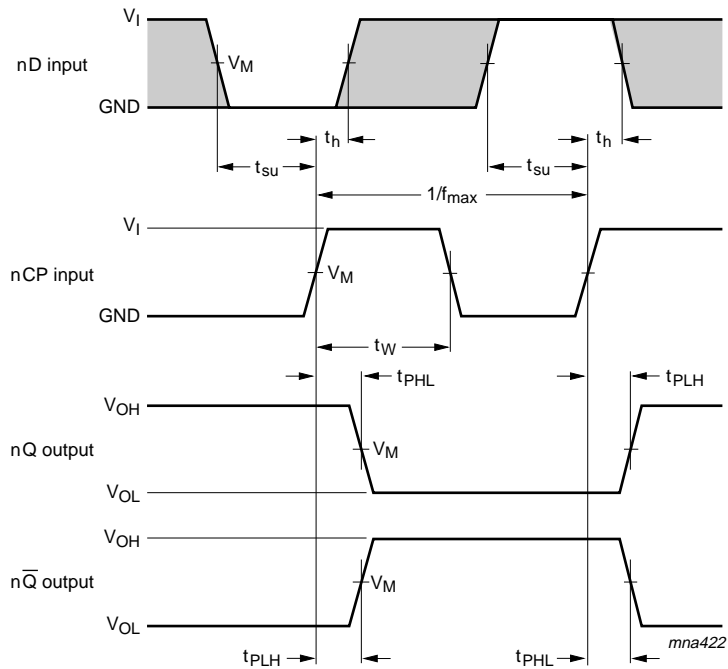 V_I
nD input
V_M
GND
t_h
t_h
t_su
t_su
1/f_max
V_I
nCP input
V_M
GND
t_W
t_PHL
t_PLH
V_OH
nQ output
V_M
V_OL
V_OH
nQ̅ output
V_M
V_OL
mna422
t_PLH
t_PHL